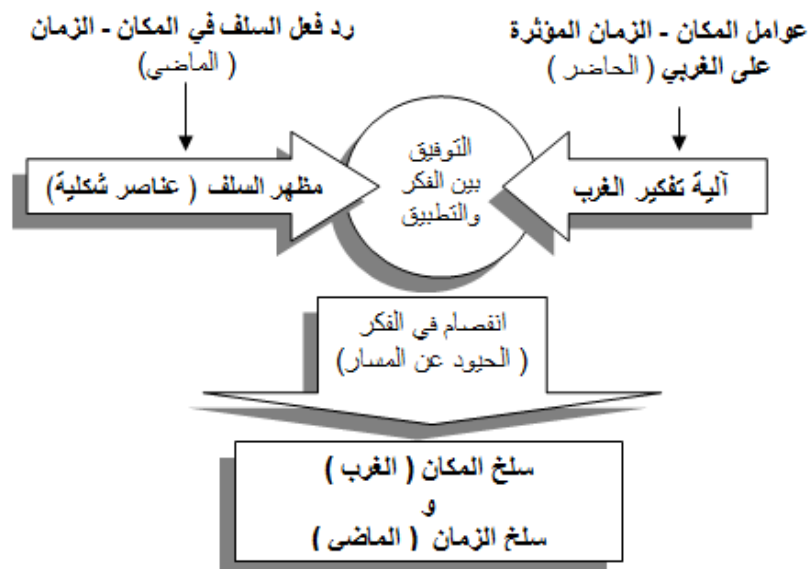 عوامل المكان - الزمان المؤثرة
على الغربي ( الحاضر )
رد فعل السلف في المكان - الزمان
( الماضي)
التوفيق
بين الفكر
والتطبيق
آلية تفكير الغرب
مظهر السلف ( عناصر شكلية)
انفصام في الفكر
( الحيود عن المسار)
سلخ المكان ( الغرب )
و
سلخ الزمان ( الماضي )